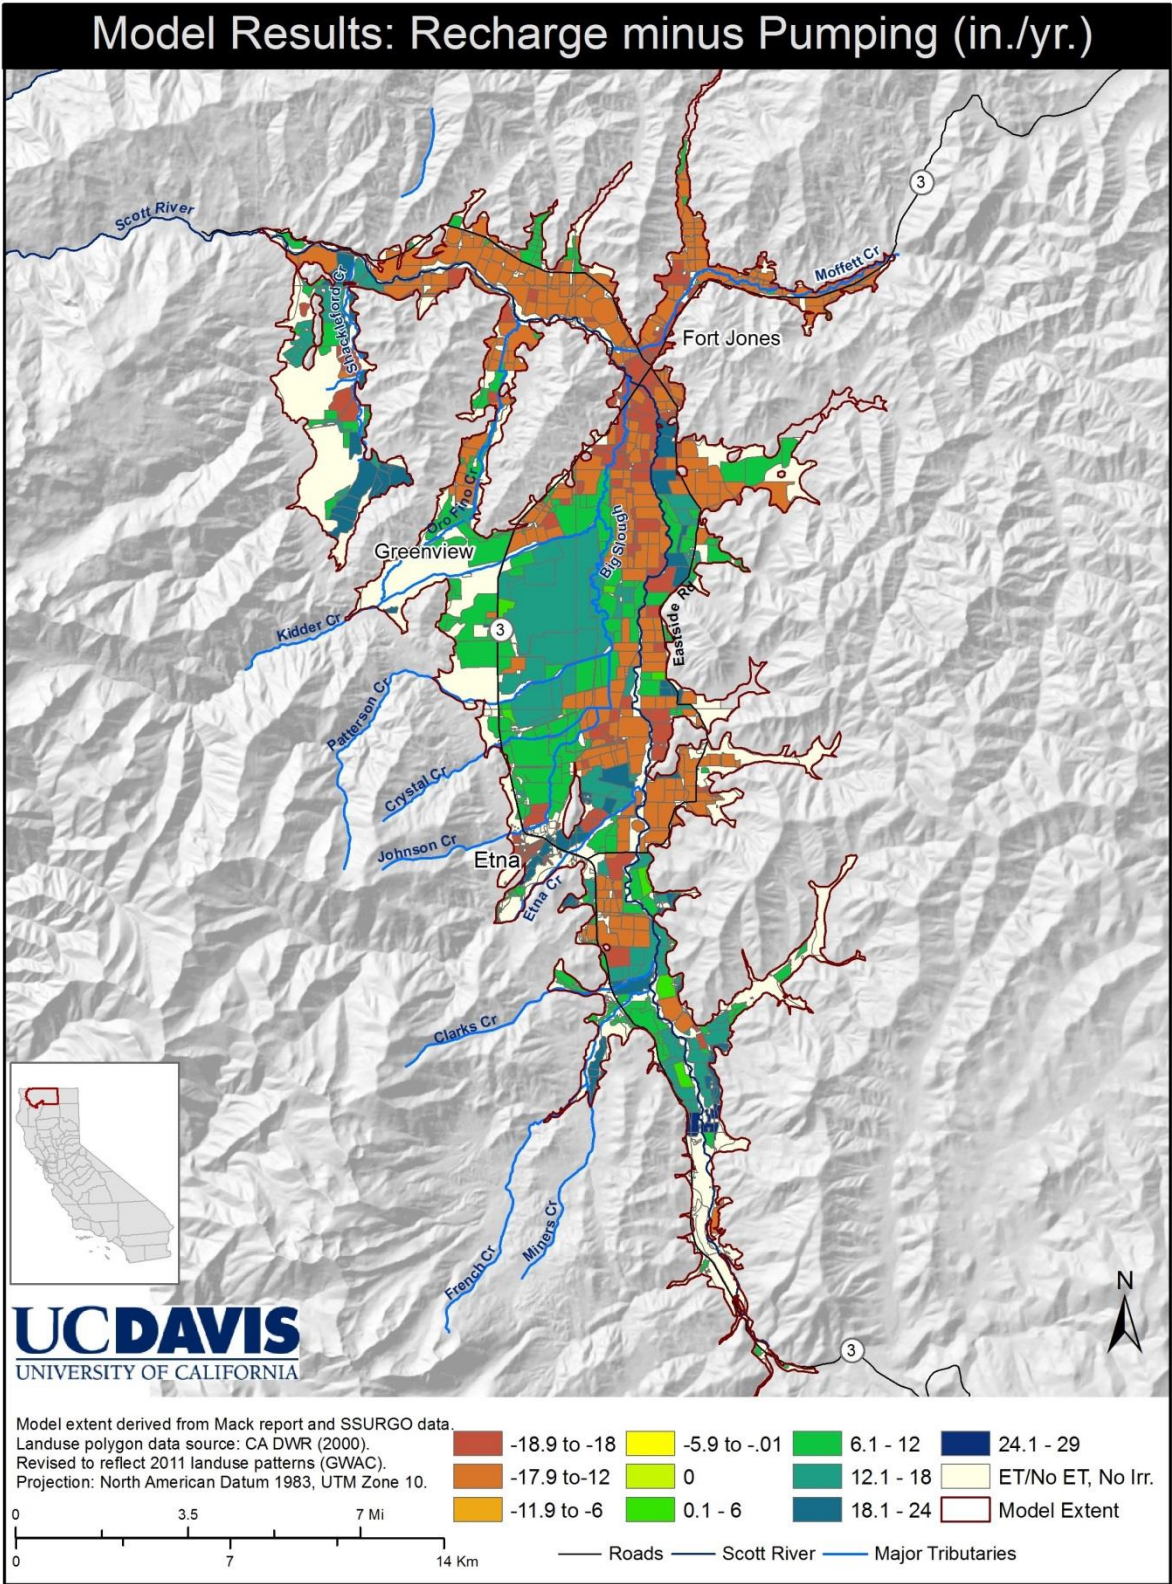 Model Results: Recharge minus Pumping (in./yr.)
3
Scott River
Moffett Cr
Shackleford Cr
Fort Jones
Oro Fino Cr
Big Slough
Greenview
Kidder Cr
3
Eastside Rd
Patterson Cr
Crystal Cr
Johnson Cr
Etna
Etna Cr
Clarks Cr
Miners Cr
French Cr
N
3
UCDAVIS
UNIVERSITY OF CALIFORNIA
Model extent derived from Mack report and SSURGO data.
Landuse polygon data source: CA DWR (2000).
Revised to reflect 2011 landuse patterns (GWAC).
Projection: North American Datum 1983, UTM Zone 10.
0 3.5 7 Mi
0 7 14 Km
-18.9 to -18
-17.9 to-12
-11.9 to -6
-5.9 to -.01
0
0.1 - 6
6.1 - 12
12.1 - 18
18.1 - 24
24.1 - 29
ET/No ET, No Irr.
Model Extent
Roads
Scott River
Major Tributaries